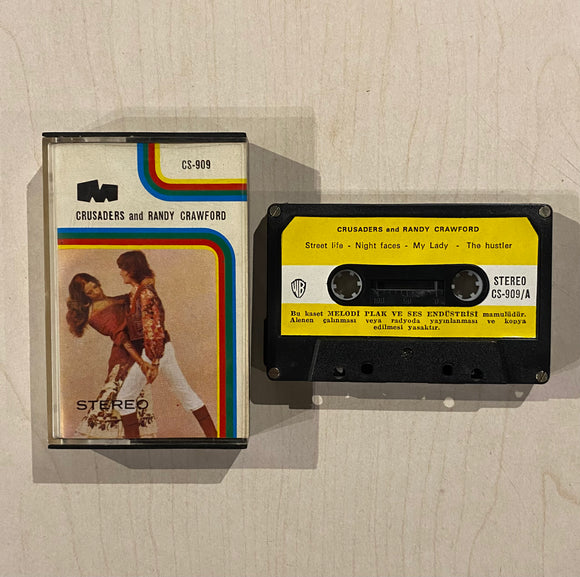 CS-909
CRUSADERS and RANDY CRAWFORD
STEREO
CRUSADERS and RANDY CRAWFORD
Street life - Night faces - My Lady - The hustler
WB
STEREO
CS-909/A
Bu kaset MELODİ PLAK VE SES ENDÜSTRİSİ mamulüdür.
Alenen çalınması veya radyoda yayınlanması ve kopya
edilmesi yasaktır.